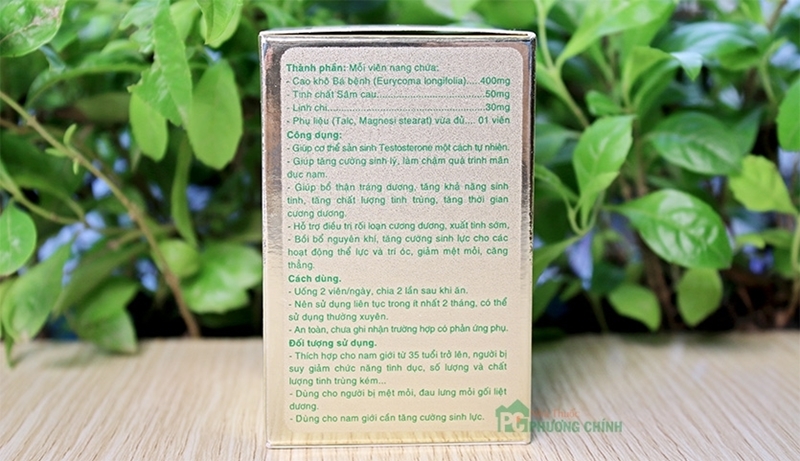 Thành phần: Mỗi viên nang chứa:
- Cao khô Bá bệnh (Eurycoma longifolia)....400mg
- Tinh chất Sâm cau.................................50mg
- Linh chi..................................................30mg
- Phụ liệu (Talc, Magnesi stearat) vừa đủ.. 01 viên
Công dụng:
- Giúp cơ thể sản sinh Testosterone một cách tự nhiên.
- Giúp tăng cường sinh lý, làm chậm quá trình mãn
dục nam.
- Giúp bổ thận tráng dương, tăng khả năng sinh
tinh, tăng chất lượng tinh trùng, tăng thời gian
cương dương.
- Hỗ trợ điều trị rối loạn cương dương, xuất tinh sớm,
- Bồi bổ nguyên khí, tăng cường sinh lực cho các
hoạt động thể lực và trí óc, giảm mệt mỏi, căng
thẳng.
Cách dùng.
- Uống 2 viên/ngày, chia 2 lần sau khi ăn.
- Nên sử dụng liên tục trong ít nhất 2 tháng, có thể
sử dụng thường xuyên.
- An toàn, chưa ghi nhận trường hợp có phản ứng phụ.
Đối tượng sử dụng.
- Thích hợp cho nam giới từ 35 tuổi trở lên, người bị
suy giảm chức năng tình dục, số lượng và chất
lượng tinh trùng kém...
- Dùng cho người bị mệt mỏi, đau lưng mỏi gối liệt
dương.
- Dùng cho nam giới cần tăng cường sinh lực.
PC
PHƯƠNG CHÍNH